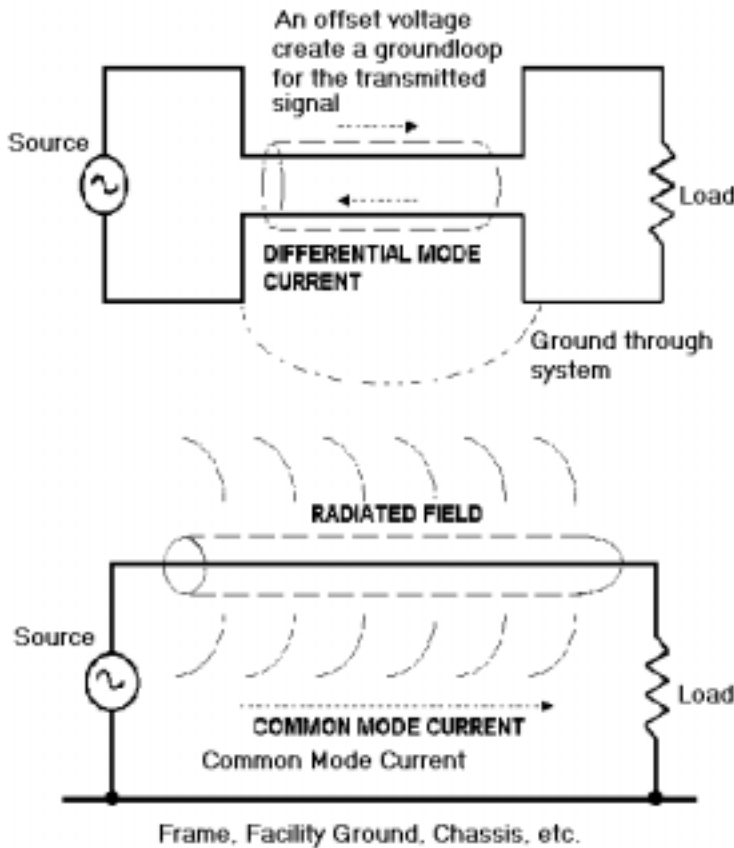 An offset voltage
create a groundloop
for the transmitted
signal
Source
Load
DIFFERENTIAL MODE
CURRENT
Ground through
system
RADIATED FIELD
Source
Load
COMMON MODE CURRENT
Common Mode Current
Frame, Facility Ground, Chassis, etc.